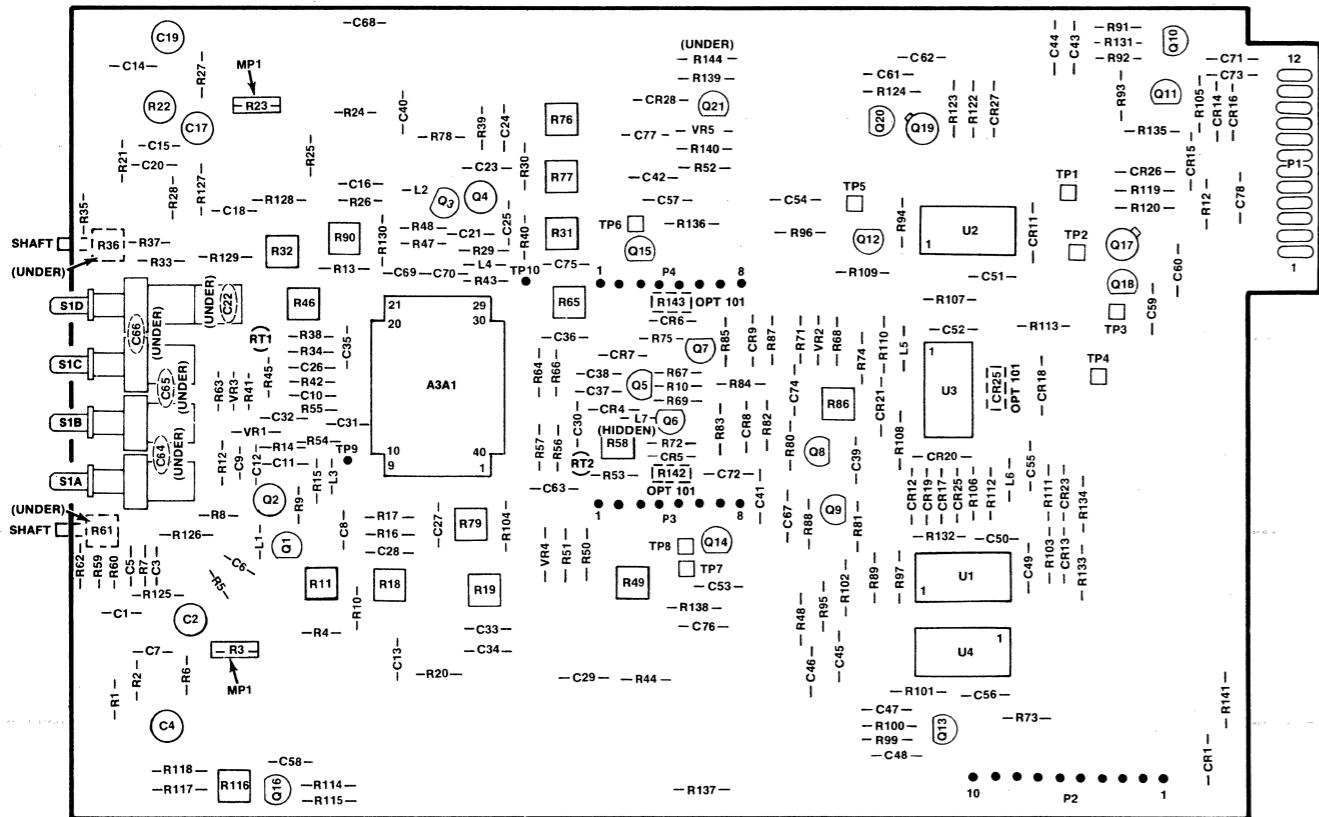 C68
C19
C14
R27
MP1
R23
R22
C17
R24
C40
R78
R39
C24
R76
(UNDER)
R144
R139
CR28
Q21
C77
VR5
R140
R52
C42
C57
C62
C61
R124
Q20
Q19
R123
R122
CR27
C44
C43
R91
R131
R92
Q10
R93
Q11
R135
R105
CR14
CR16
C71
C73
12
P1
1
R21
C15
C20
R28
R127
C18
R25
R128
C16
R26
L2
Q3
Q4
C23
R30
R77
R35
SHAFT
R36
(UNDER)
R37
R33
R129
R32
R90
R130
R48
R47
C21
R29
C25
R40
R31
TP6
Q15
R136
C54
TP5
R96
Q12
R94
1
U2
CR11
TP1
TP2
CR26
R119
R120
CR15
R12
C78
Q17
Q18
TP3
C59
C60
R13
C69
C70
L4
R43
TP10
C75
1
P4
8
R143
OPT 101
R109
C51
R107
S1D
C66
(UNDER)
(UNDER)
C22
R46
21
29
20
30
R65
CR6
R75
Q7
R85
CR9
R87
R71
VR2
R68
R74
R110
L5
C52
R113
1
U3
CR25
OPT 101
CR18
TP4
RT1
R38
R34
C26
R42
C10
R55
C35
C36
CR7
S1C
C65
(UNDER)
R63
VR3
R41
R45
C32
A3A1
R64
R66
C38
C37
Q5
R67
R10
R69
R84
C74
R86
CR21
S1B
C64
(UNDER)
VR1
R14
R54
C31
TP9
C11
R12
C9
C12
R15
L3
10
9
40
1
R57
R56
C30
CR4
L7
Q6
(HIDDEN)
R58
R72
CR5
RT2
R53
R142
OPT 101
R83
CR8
R82
C72
C41
R80
Q8
C39
R108
CR20
CR12
CR19
CR17
CR25
R106
R112
L6
C55
R111
CR23
R134
S1A
(UNDER)
SHAFT
R61
R8
Q2
R9
R126
L1
Q1
C8
R17
R16
C28
C27
R79
R104
C63
VR4
R51
R50
1
P3
8
TP8
TP7
Q14
C67
R88
Q9
R81
R132
C50
R89
R97
1
U1
C49
R103
CR13
R133
R62
R59
R60
C5
R7
C3
R125
C6
R5
R11
R10
R18
R19
R49
C53
R138
C76
R48
R95
R102
C1
C2
R4
C33
C34
C7
R3
MP1
R2
R6
R1
C13
R20
C29
R44
C46
C45
1
U4
R101
C56
C4
C47
R100
R99
C48
Q13
R73
R141
CR1
R118
R117
R116
C58
Q16
R114
R115
R137
10
P2
1